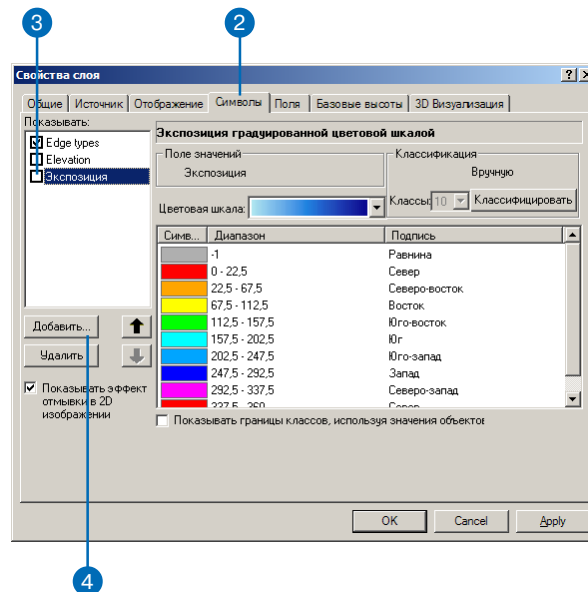 3
2
Свойства слоя
Общие
Источник
Отображение
Символы
Поля
Базовые высоты
3D Визуализация
Показывать:
Edge types
Elevation
Экспозиция
Экспозиция градуированной цветовой шкалой
Поле значений
Экспозиция
Классификация
Вручную
Цветовая шкала:
Классы:
10
Классифицировать
Симв...
Диапазон
Подпись
-1
Равнина
0 - 22,5
Север
22,5 - 67,5
Северо-восток
67,5 - 112,5
Восток
112,5 - 157,5
Юго-восток
157,5 - 202,5
Юг
202,5 - 247,5
Юго-запад
247,5 - 292,5
Запад
292,5 - 337,5
Северо-запад
337,5 - 360
Север
Добавить...
Удалить
Показывать эффект
отмывки в 2D
изображении
Показывать границы классов, используя значения объектов
OK
Cancel
Apply
4